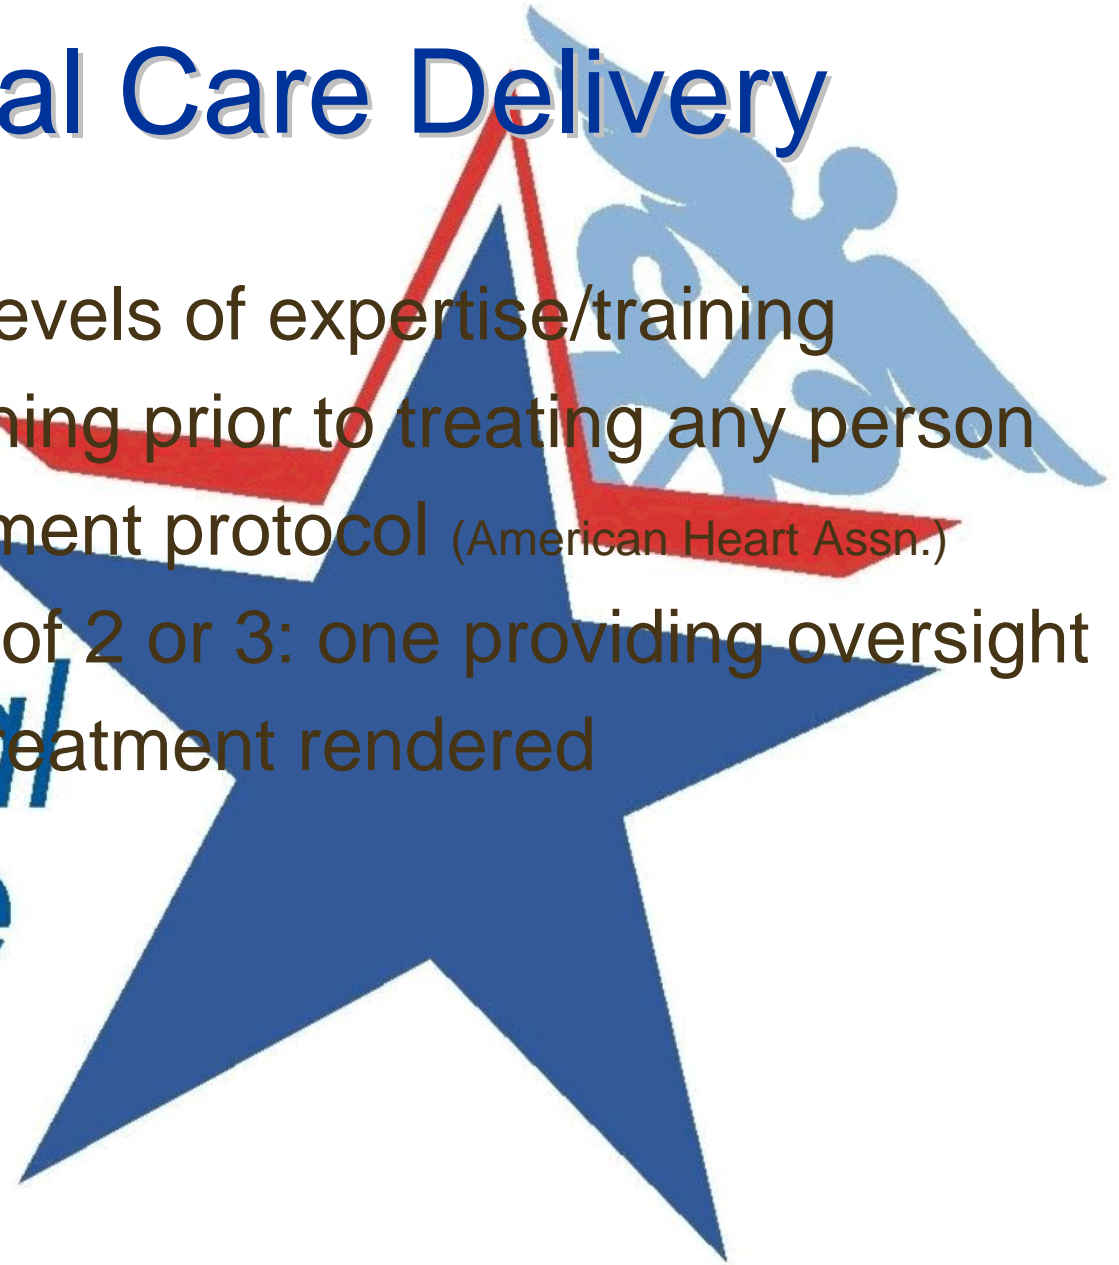 al Care Delivery
evels of expertise/training
ning prior to treating any person
ment protocol (American Heart Assn.)
of 2 or 3: one providing oversight
reatment rendered